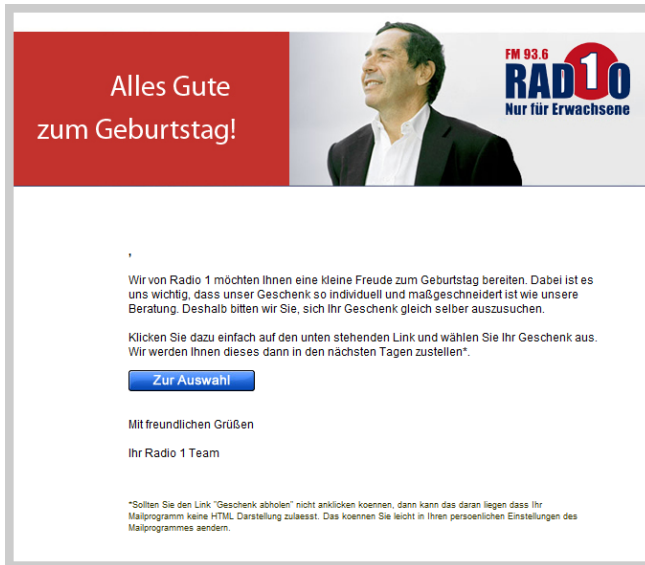 Alles Gute
zum Geburtstag!
FM 93.6
RAD1O
Nur für Erwachsene
,
Wir von Radio 1 möchten Ihnen eine kleine Freude zum Geburtstag bereiten. Dabei ist es
uns wichtig, dass unser Geschenk so individuell und maßgeschneidert ist wie unsere
Beratung. Deshalb bitten wir Sie, sich Ihr Geschenk gleich selber auszusuchen.
Klicken Sie dazu einfach auf den unten stehenden Link und wählen Sie Ihr Geschenk aus.
Wir werden Ihnen dieses dann in den nächsten Tagen zustellen*.
Zur Auswahl
Mit freundlichen Grüßen
Ihr Radio 1 Team
*Sollten Sie den Link "Geschenk abholen" nicht anklicken koennen, dann kann das daran liegen dass Ihr
Mailprogramm keine HTML Darstellung zulaesst. Das koennen Sie leicht in Ihren persoenlichen Einstellungen des
Mailprogrammes aendern.